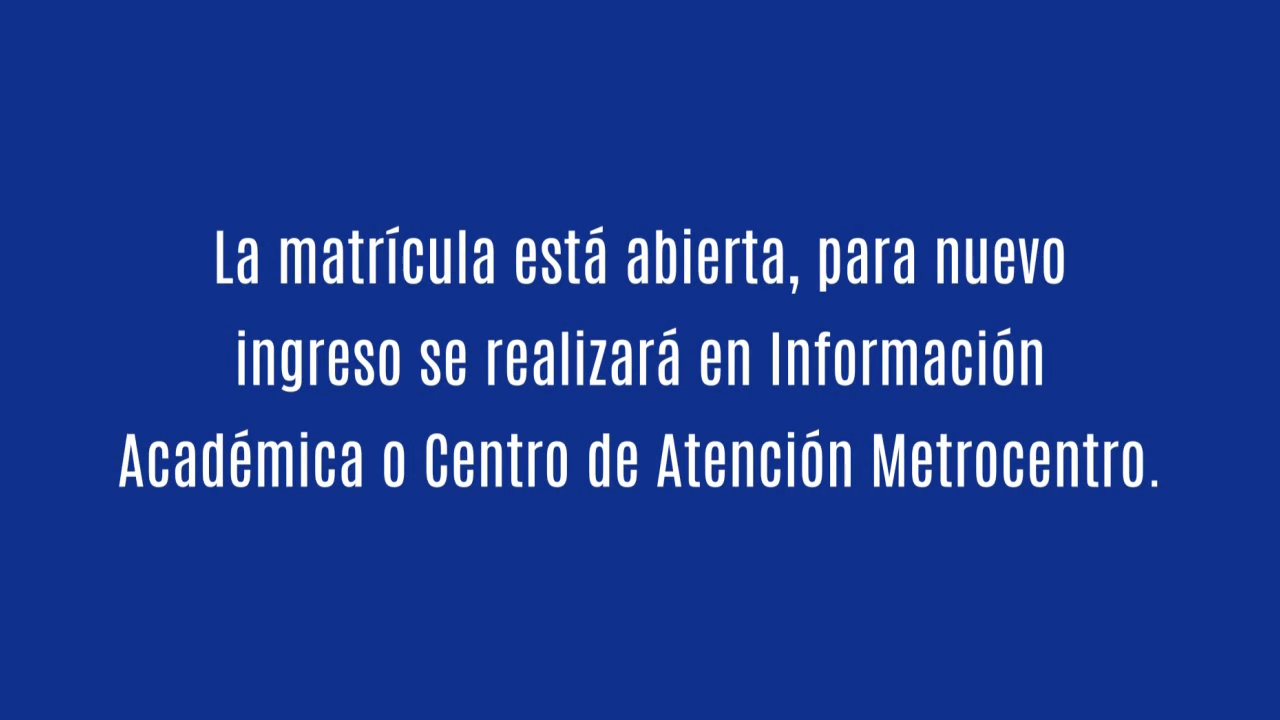 La matrícula está abierta, para nuevo
ingreso se realizará en Información
Académica o Centro de Atención Metrocentro.